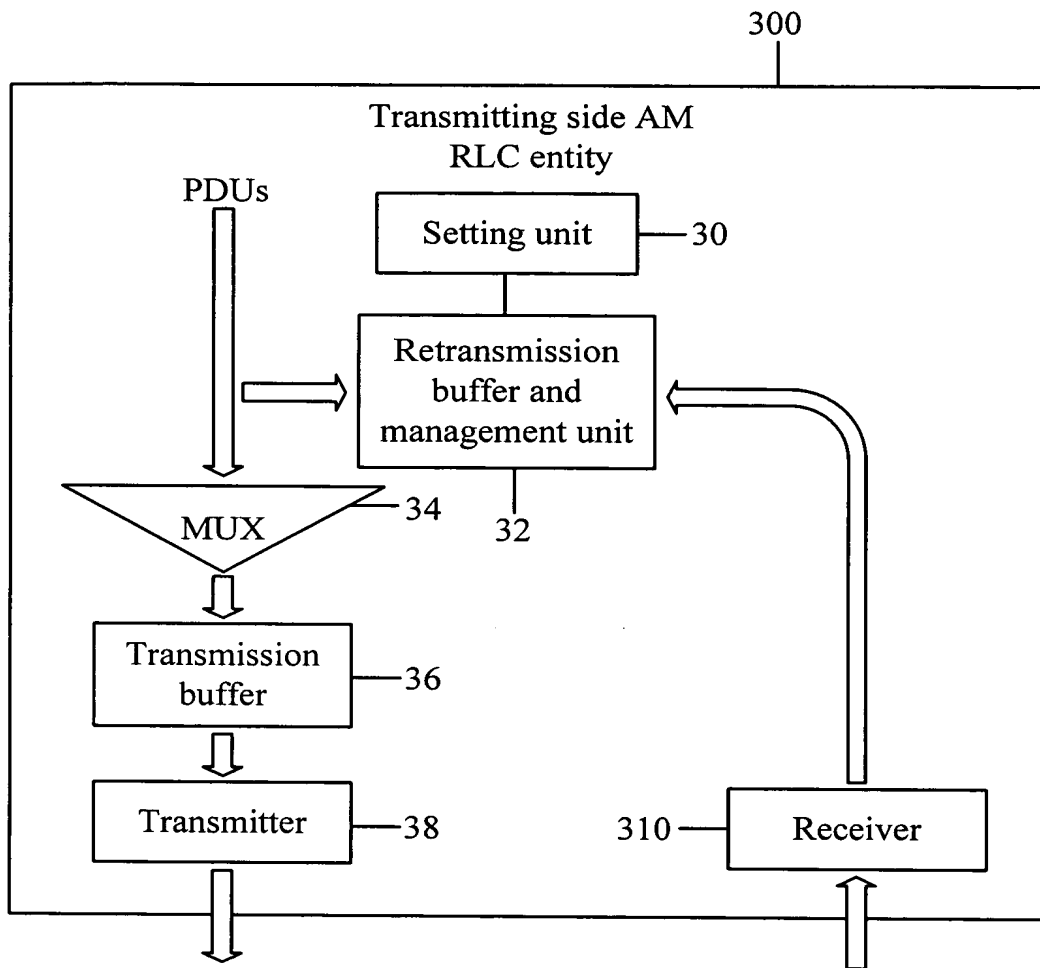 300
Transmitting side AM
RLC entity
PDUs
Setting unit
30
Retransmission
buffer and
management unit
32
MUX
34
Transmission
buffer
36
Transmitter
38
310
Receiver